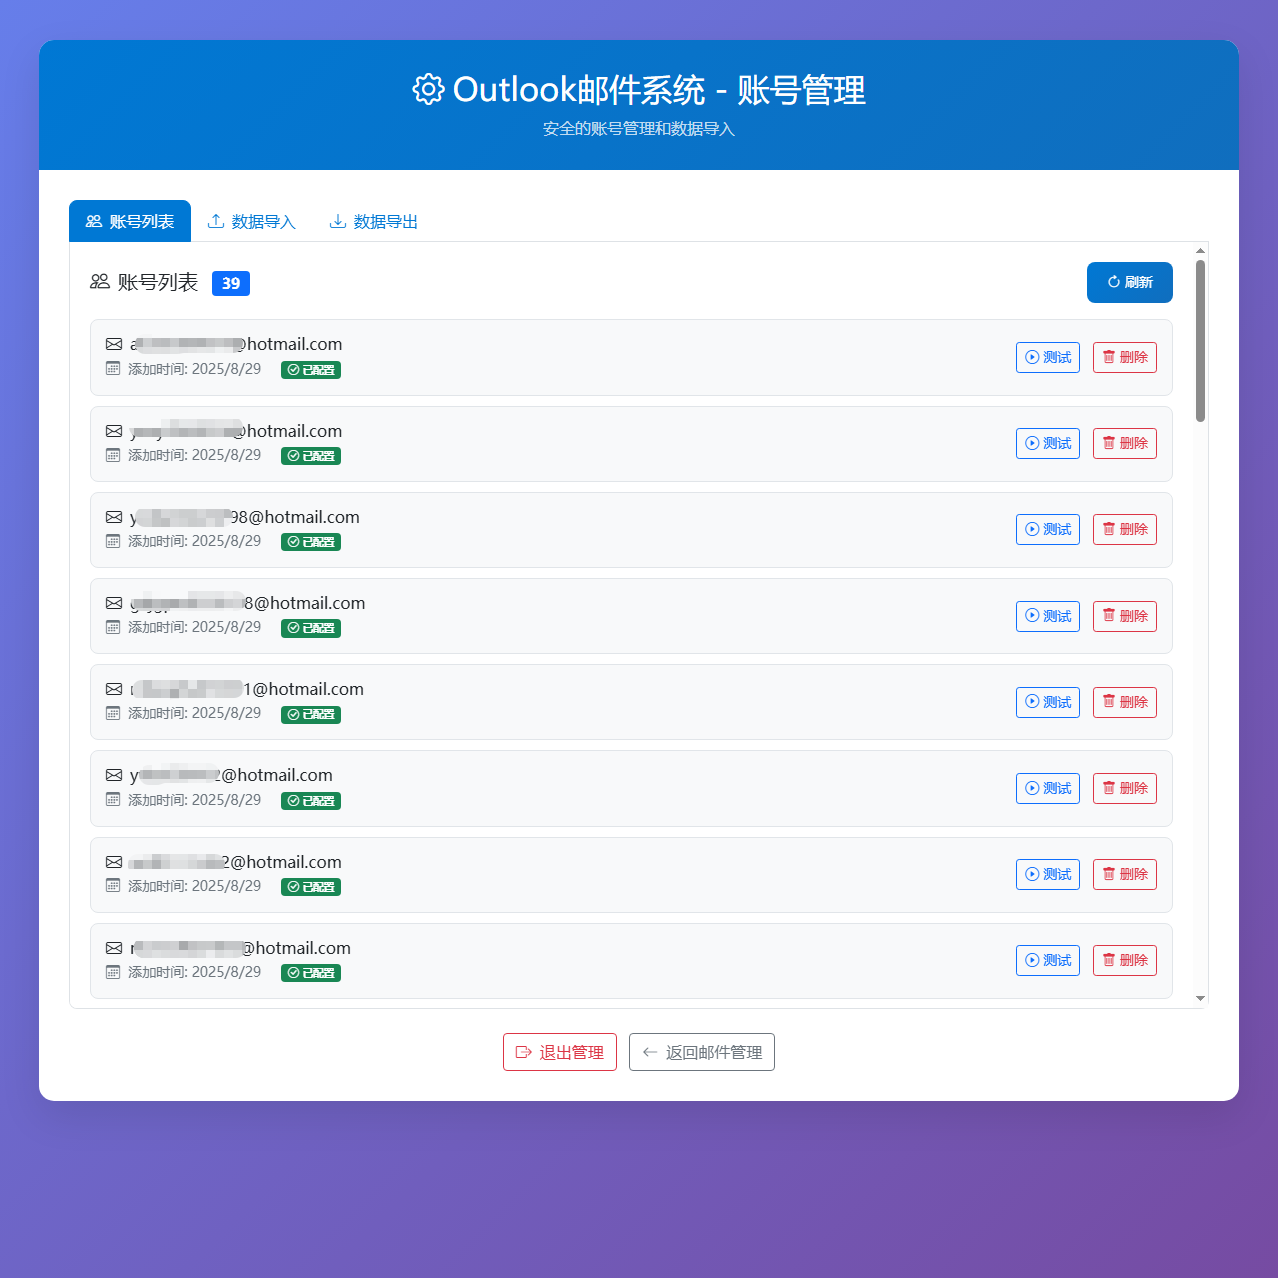 Outlook邮件系统 - 账号管理
安全的账号管理和数据导入
账号列表 数据导入 数据导出
账号列表 39 刷新
@hotmail.com
添加时间: 2025/8/29 已配置 测试 删除
@hotmail.com
添加时间: 2025/8/29 已配置 测试 删除
98@hotmail.com
添加时间: 2025/8/29 已配置 测试 删除
8@hotmail.com
添加时间: 2025/8/29 已配置 测试 删除
1@hotmail.com
添加时间: 2025/8/29 已配置 测试 删除
2@hotmail.com
添加时间: 2025/8/29 已配置 测试 删除
2@hotmail.com
添加时间: 2025/8/29 已配置 测试 删除
@hotmail.com
添加时间: 2025/8/29 已配置 测试 删除
退出管理 返回邮件管理